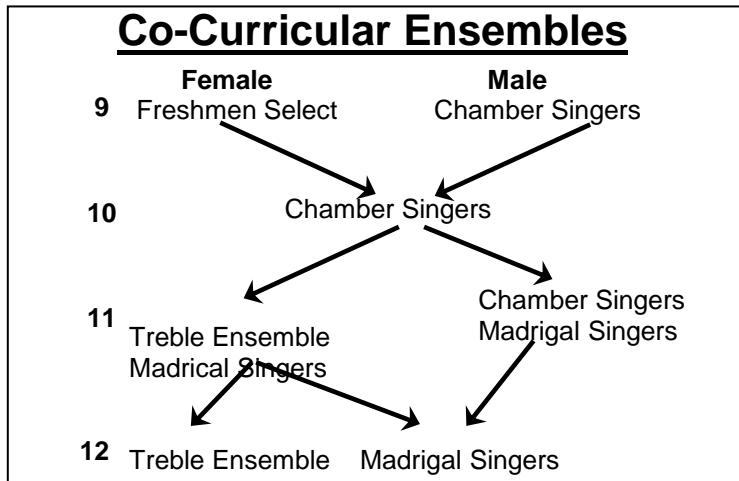 Co-Curricular Ensembles
Female Male
9 Freshmen Select Chamber Singers
10 Chamber Singers
Chamber Singers
11 Treble Ensemble Madrigal Singers
Madrical Singers
12 Treble Ensemble Madrigal Singers